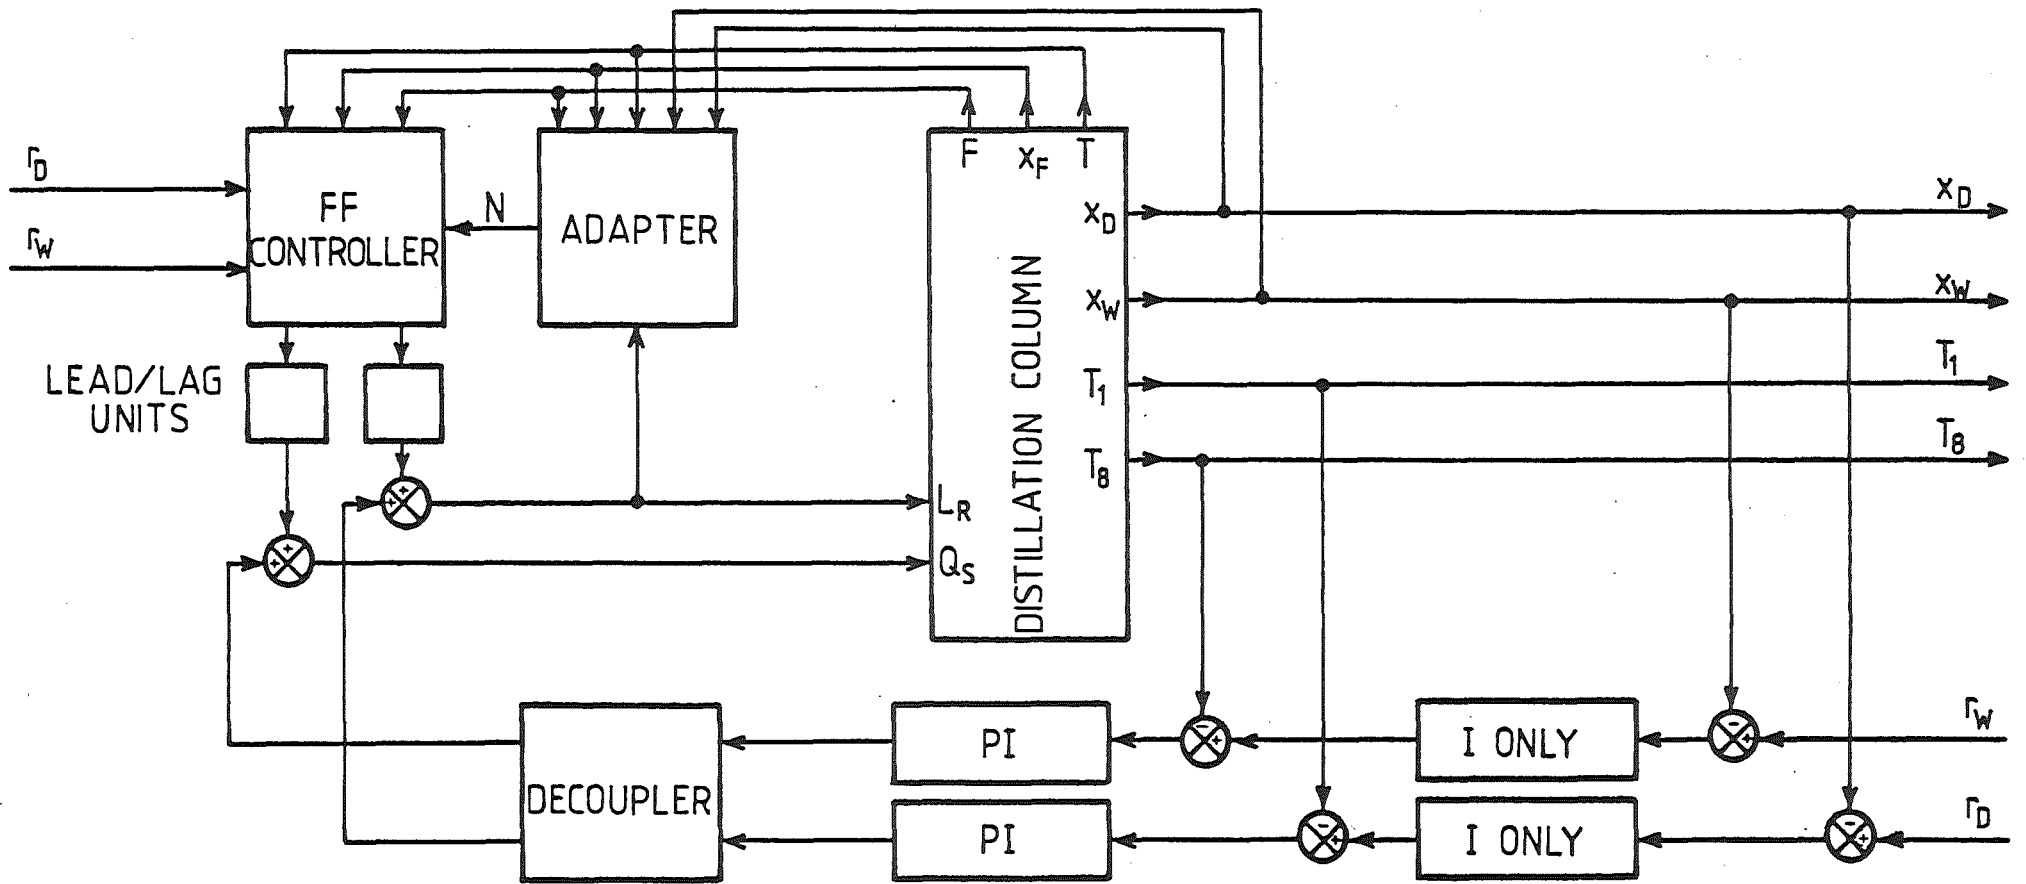 r_D
r_W
FF
CONTROLLER
N
ADAPTER
LEAD/LAG
UNITS
F
x_F
T
x_D
x_W
T_1
T_8
L_R
Q_S
DISTILLATION COLUMN
x_D
x_W
T_1
T_8
+
+
+
+
DECOUPLER
PI
PI
-
+
-
+
I ONLY
I ONLY
-
+
-
+
r_W
r_D